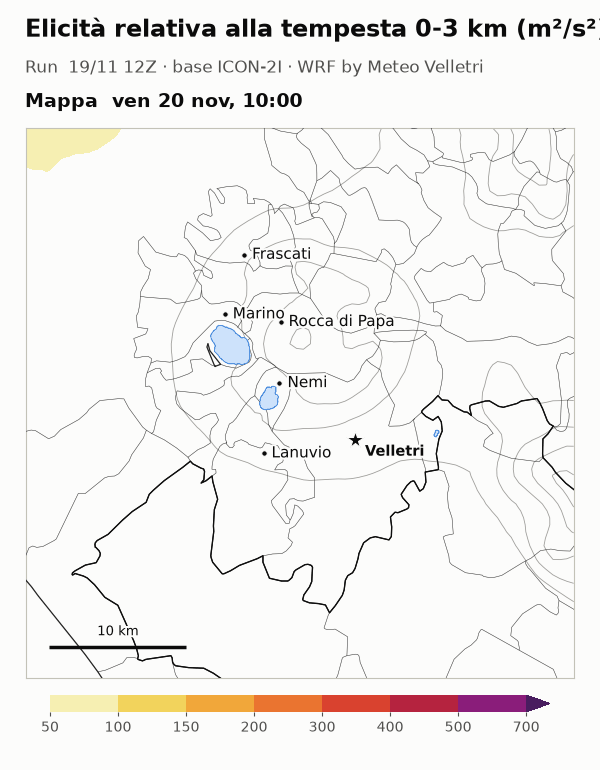 Elicità relativa alla tempesta 0-3 km (m²/s²)
Run 19/11 12Z · base ICON-2I · WRF by Meteo Velletri
Mappa ven 20 nov, 10:00
Frascati
Marino
Rocca di Papa
Nemi
Velletri
Lanuvio
10 km
50 100 150 200 300 400 500 700